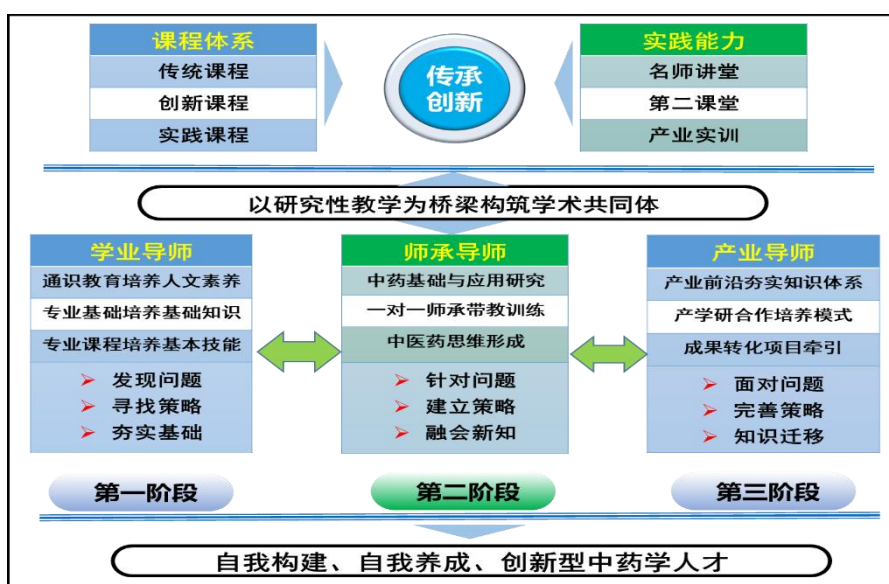 课程体系
传统课程
创新课程
实践课程
传承
创新
实践能力
名师讲堂
第二课堂
产业实训
以研究性教学为桥梁构筑学术共同体
学业导师
通识教育培养人文素养
专业基础培养基础知识
专业课程培养基本技能
发现问题
寻找策略
夯实基础
师承导师
中药基础与应用研究
一对一师承带教训练
中医药思维形成
针对问题
建立策略
融会新知
产业导师
产业前沿夯实知识体系
产学研合作培养模式
成果转化项目牵引
面对问题
完善策略
知识迁移
第一阶段
第二阶段
第三阶段
自我构建、自我养成、创新型中药学人才